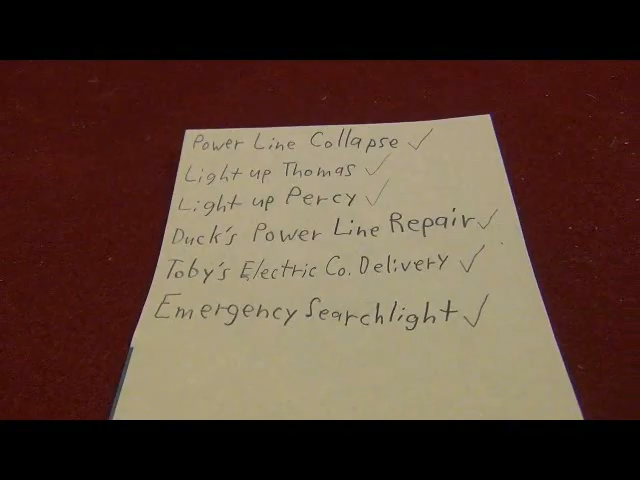 Power Line Collapse ✓
Light up Thomas ✓
Light up Percy ✓
Duck's Power Line Repair ✓
Toby's Electric Co. Delivery ✓
Emergency Searchlight ✓